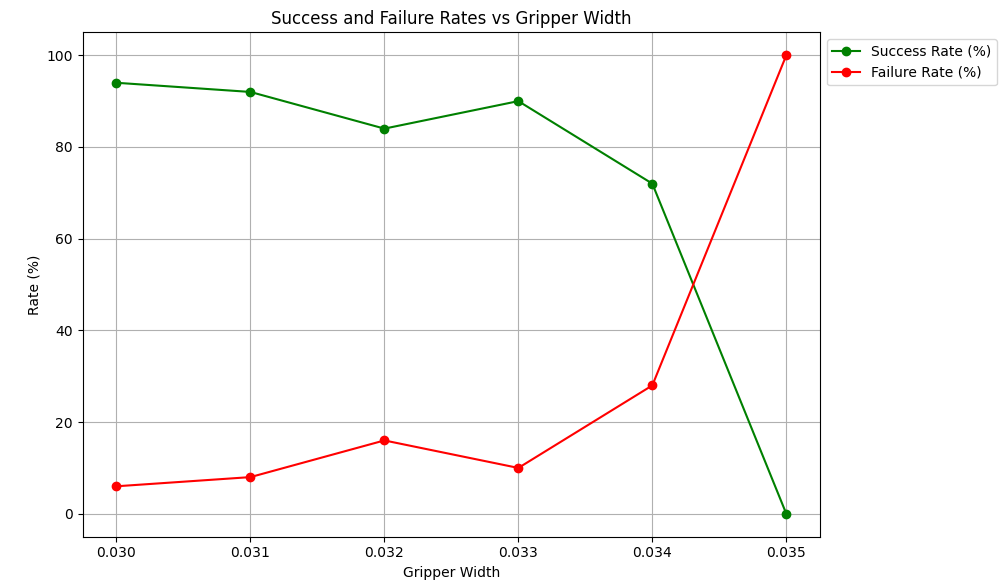 Success and Failure Rates vs Gripper Width
Success Rate (%)
Failure Rate (%)
100
80
60
40
20
0
Rate (%)
0.030 0.031 0.032 0.033 0.034 0.035
Gripper Width